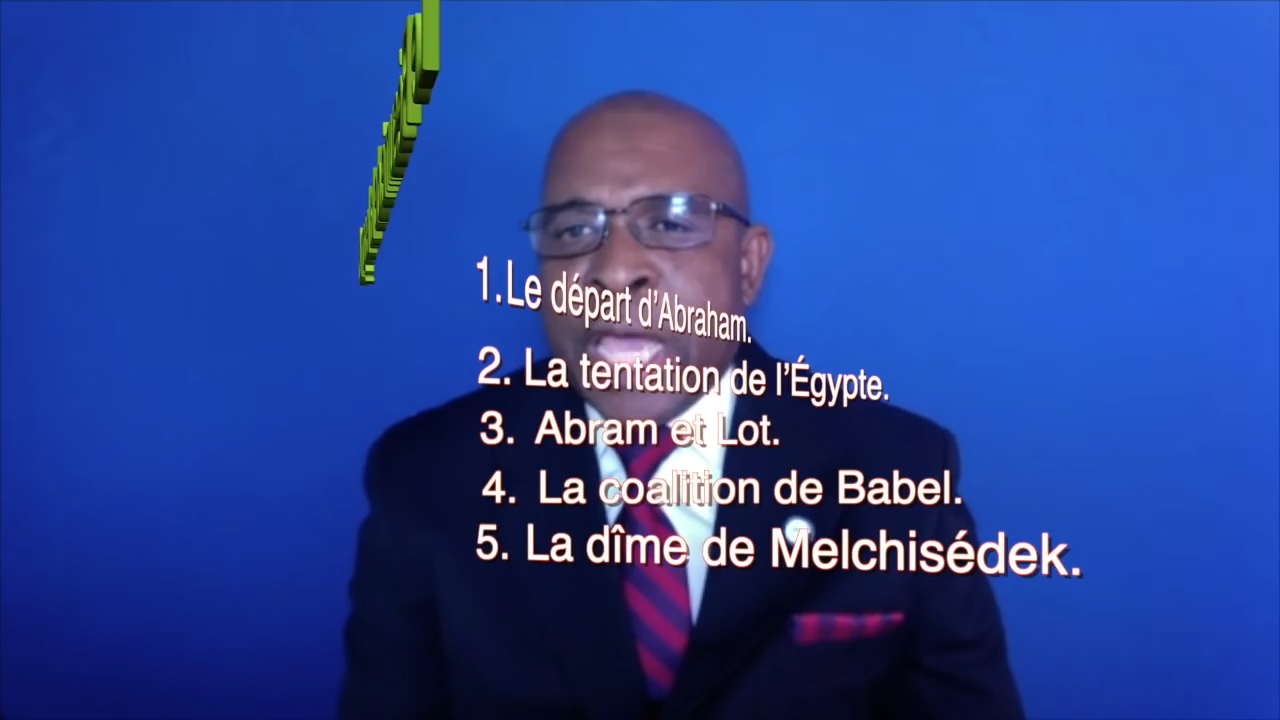 1.Le départ d'Abraham.
2. La tentation de l'Égypte.
3. Abram et Lot.
4. La coalition de Babel.
5. La dîme de Melchisédek.